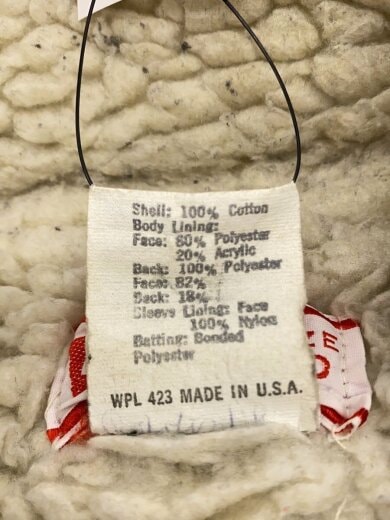 Shell: 100% Cotton
Body Lining:
Face: 80% Polyester
20% Acrylic
Back: 100% Polyester
Face: 82%
Back: 18%
Sleeve Lining: Face
100% Nylon
Batting: Bonded
Polyester
WPL 423 MADE IN U.S.A.